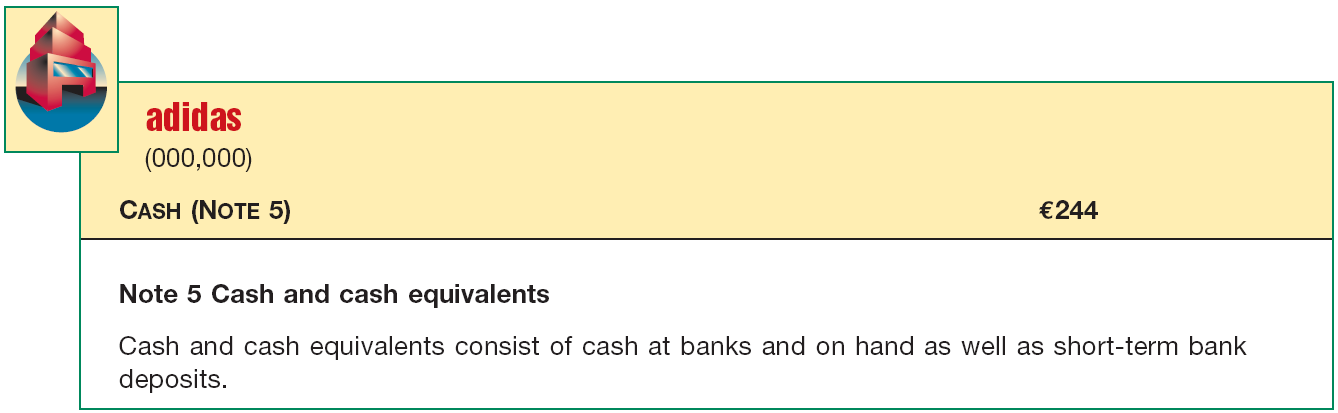 adidas
(000,000)
CASH (NOTE 5) €244
Note 5 Cash and cash equivalents
Cash and cash equivalents consist of cash at banks and on hand as well as short-term bank
deposits.